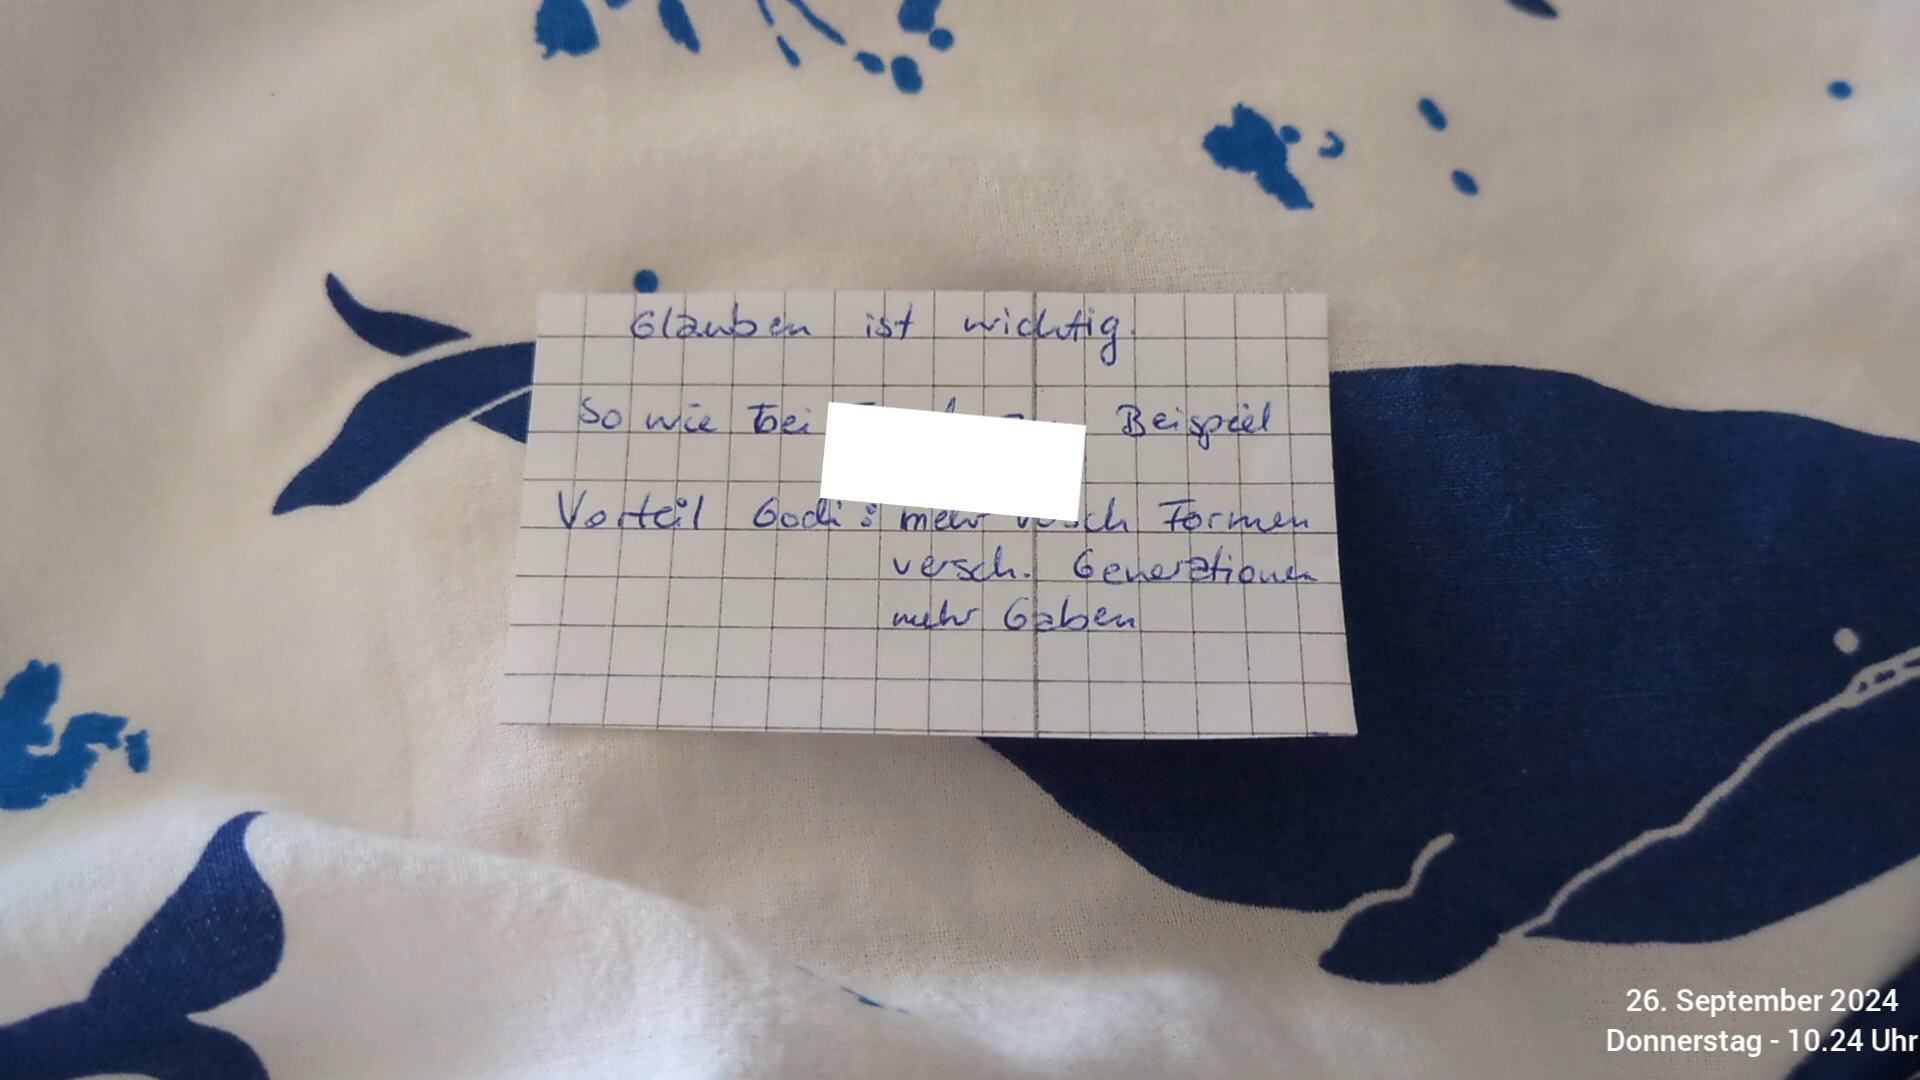 Glauben ist wichtig.
So wie bei Beispiel
Vorteil Godi: mehr Formen
versch. Generationen
mehr Gaben
26. September 2024
Donnerstag - 10.24 Uhr